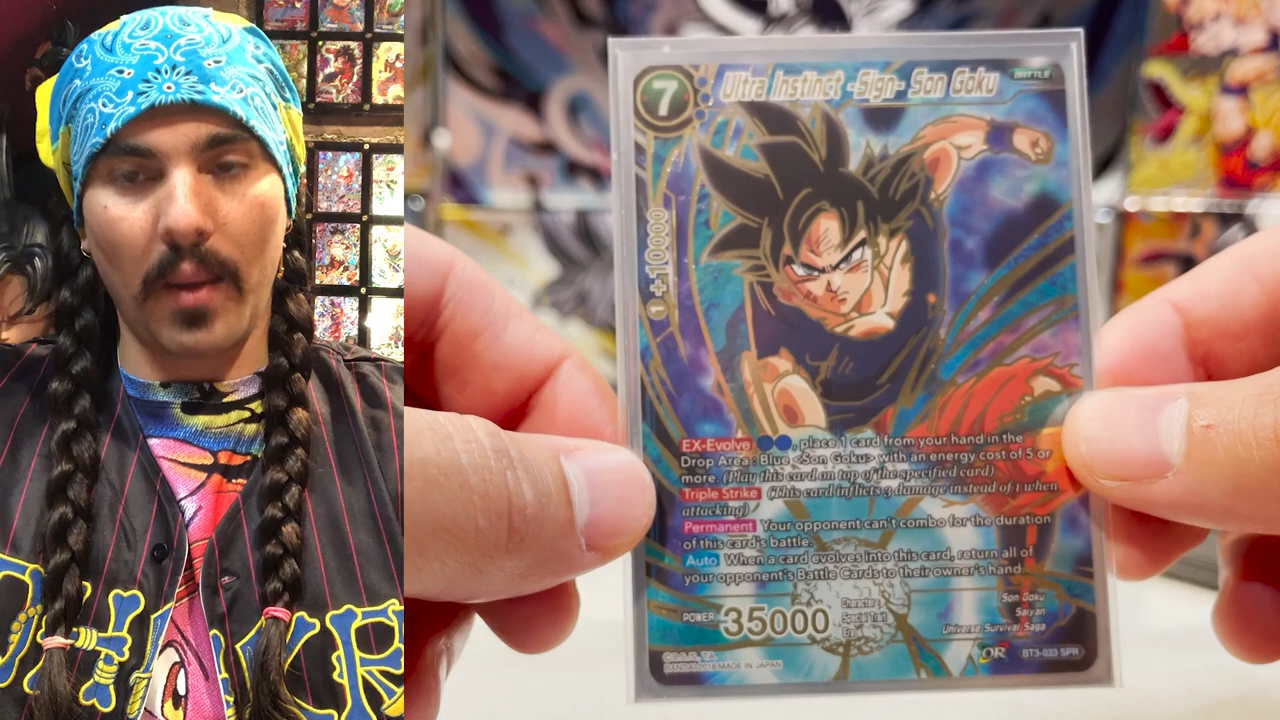 7
Ultra Instinct -Sign- Son Goku
BATTLE
1 +10000
EX-Evolve , place 1 card from your hand in the
Drop Area : Blue <Son Goku> with an energy cost of 5 or
more. (Play this card on top of the specified card)
Triple Strike (This card inflicts 3 damage instead of 1 when
attacking)
Permanent Your opponent can't combo for the duration
of this card's battle.
Auto When a card evolves into this card, return all of
your opponent's Battle Cards to their owner's hand.
POWER 35000
Character
Special Trait
Era
Son Goku
Saiyan
Universe Survival Saga
BANDAI 2018 MADE IN JAPAN
BT3-033 SPR